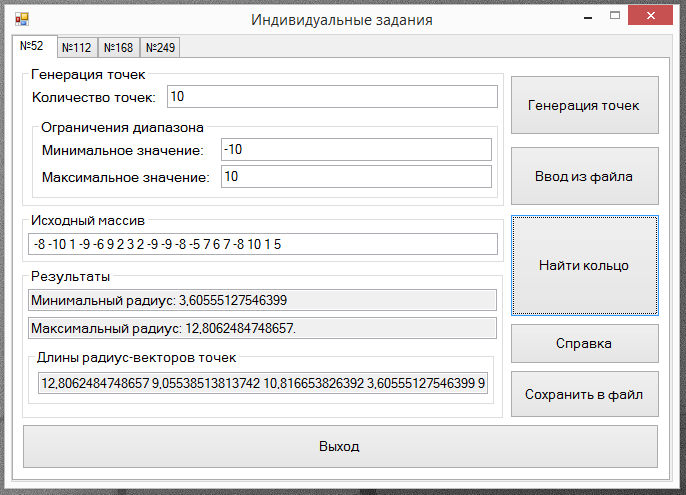 Индивидуальные задания
№52 №112 №168 №249
Генерация точек
Количество точек: 10
Ограничения диапазона
Минимальное значение: -10
Максимальное значение: 10
Генерация точек
Ввод из файла
Исходный массив
-8 -10 1 -9 -6 9 2 3 2 -9 -9 -8 -5 7 6 7 -8 10 1 5
Найти кольцо
Результаты
Минимальный радиус: 3,60555127546399
Максимальный радиус: 12,8062484748657.
Длины радиус-векторов точек
12,8062484748657 9,05538513813742 10,816653826392 3,60555127546399 9
Справка
Сохранить в файл
Выход